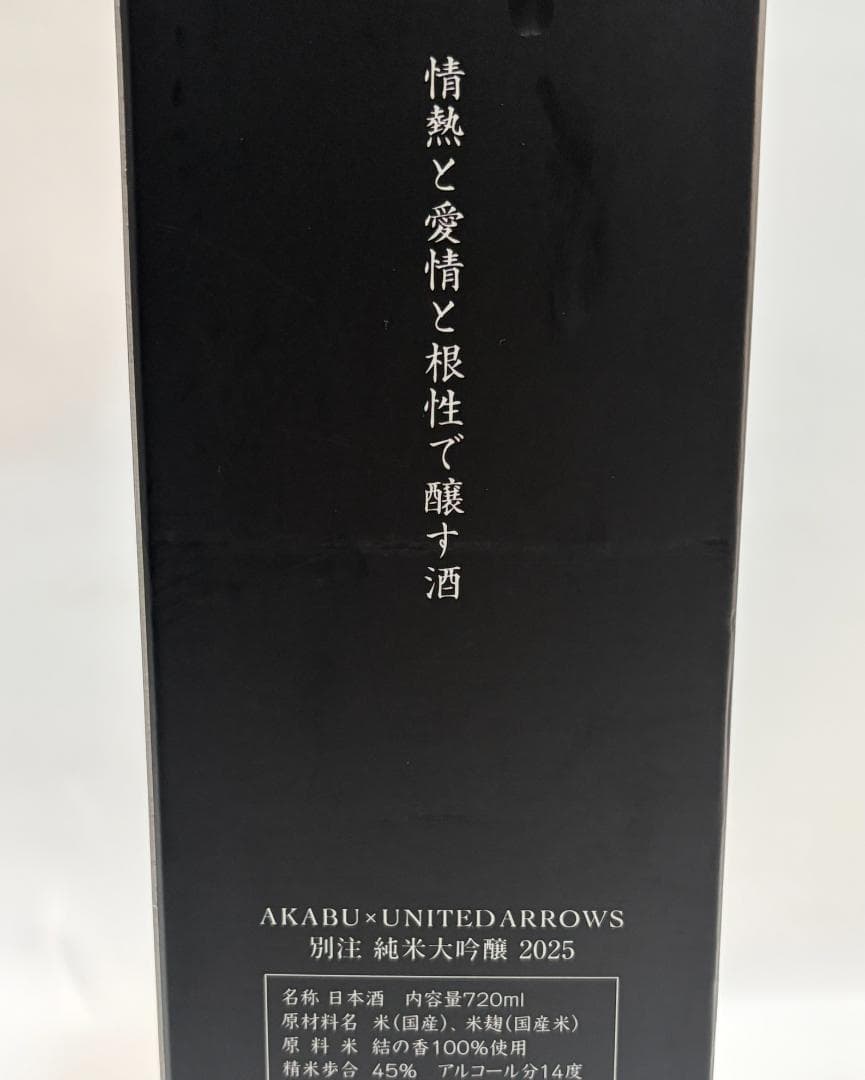 情熱と愛情と根性で醸す酒
AKABU×UNITED ARROWS
別注 純米大吟醸 2025
名称 日本酒　内容量720ml
原材料名 米(国産)、米麹(国産米)
原 料 米 結の香100%使用
精米歩合 45%　アルコール分14度